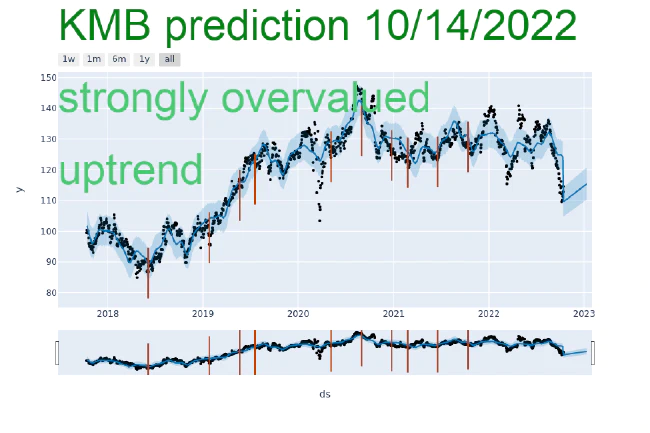 KMB prediction 10/14/2022
1w 1m 6m 1y all
strongly overvalued
uptrend
150
140
130
120
110
100
90
80
y
2018 2019 2020 2021 2022 2023
ds